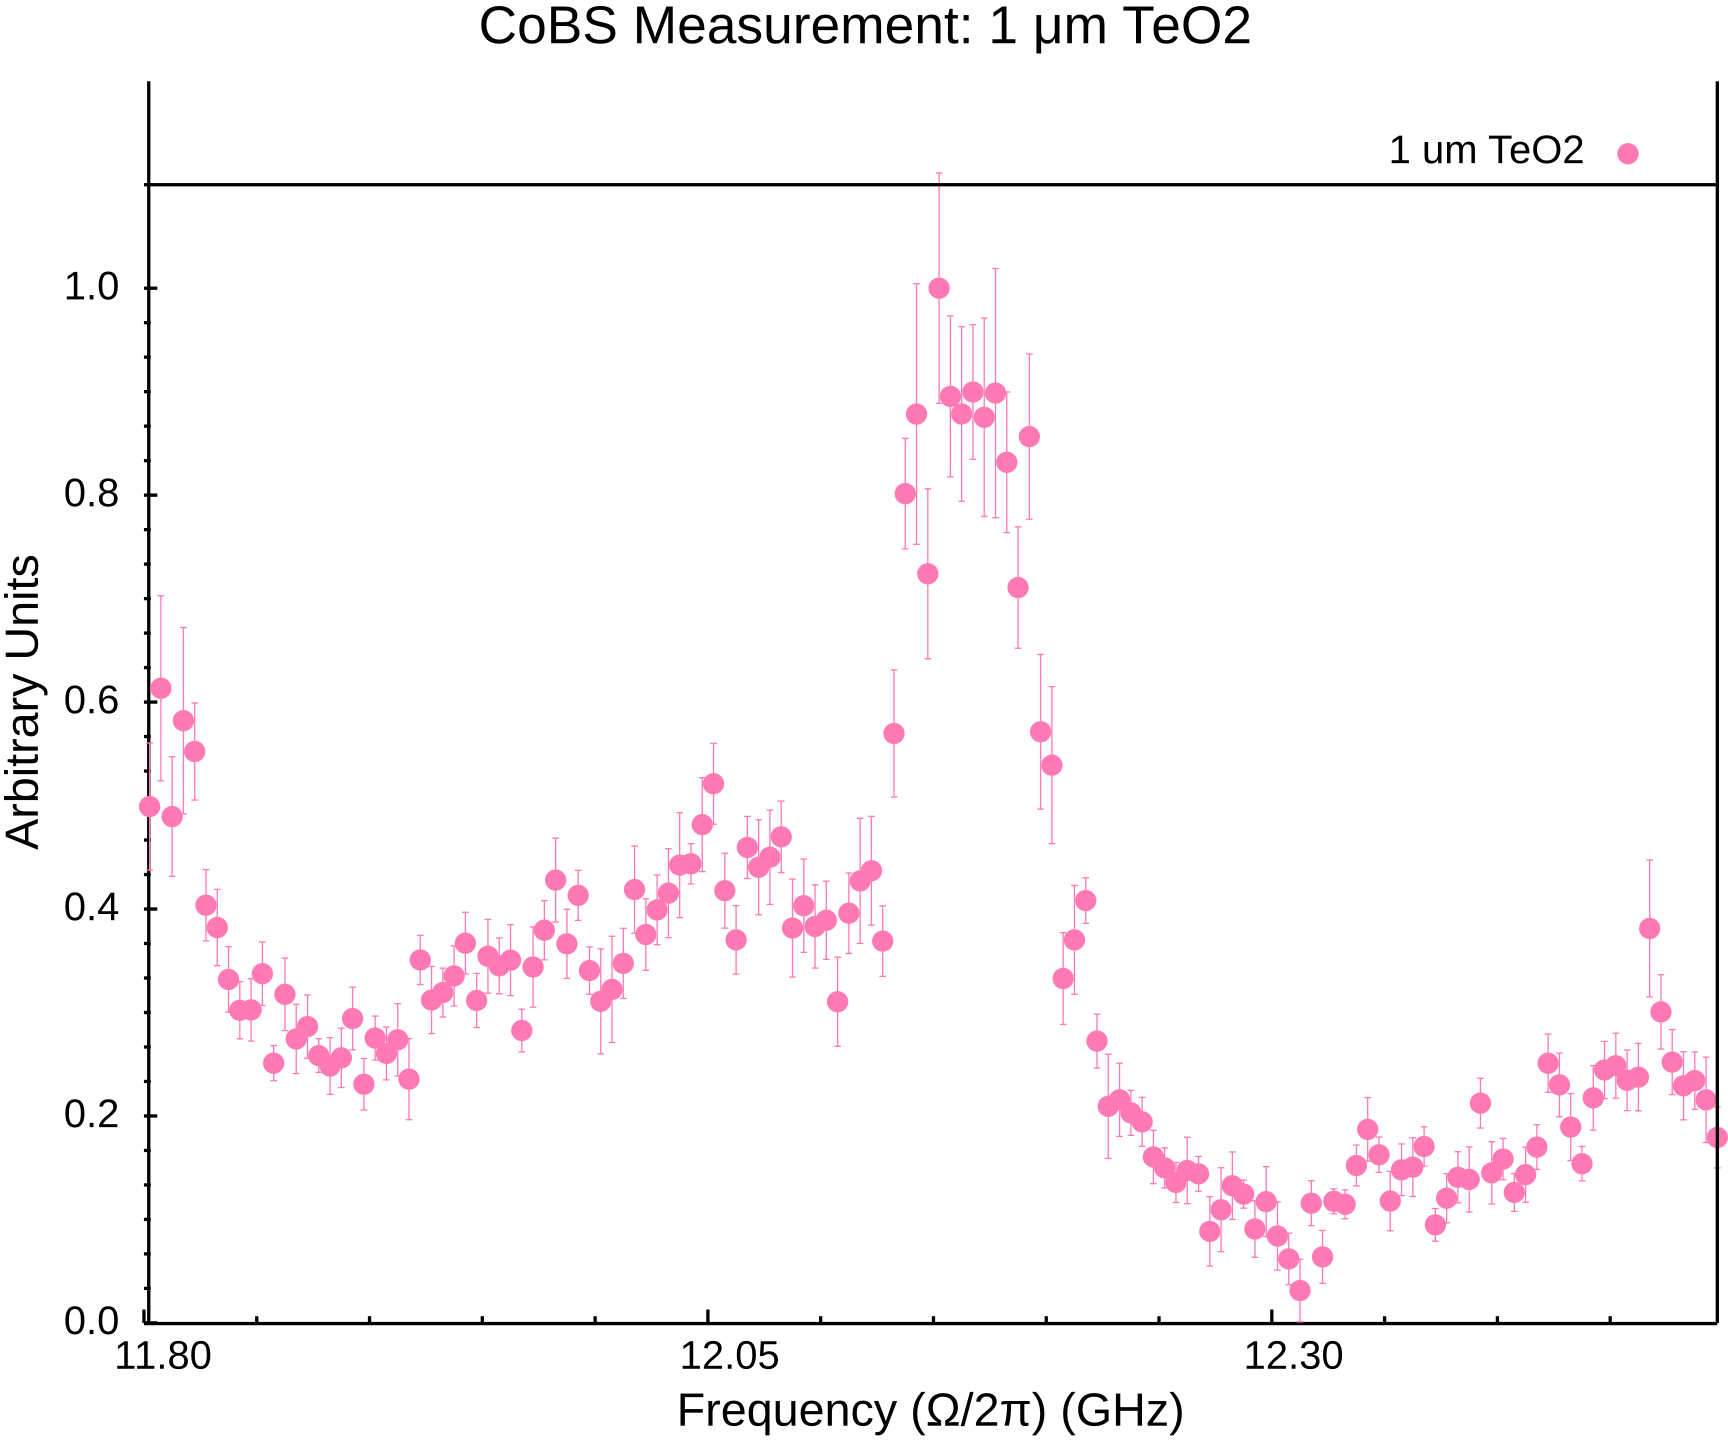 CoBS Measurement: 1 μm TeO2
1 um TeO2
1.0
0.8
0.6
0.4
0.2
0.0
Arbitrary Units
11.80 12.05 12.30
Frequency (Ω/2π) (GHz)